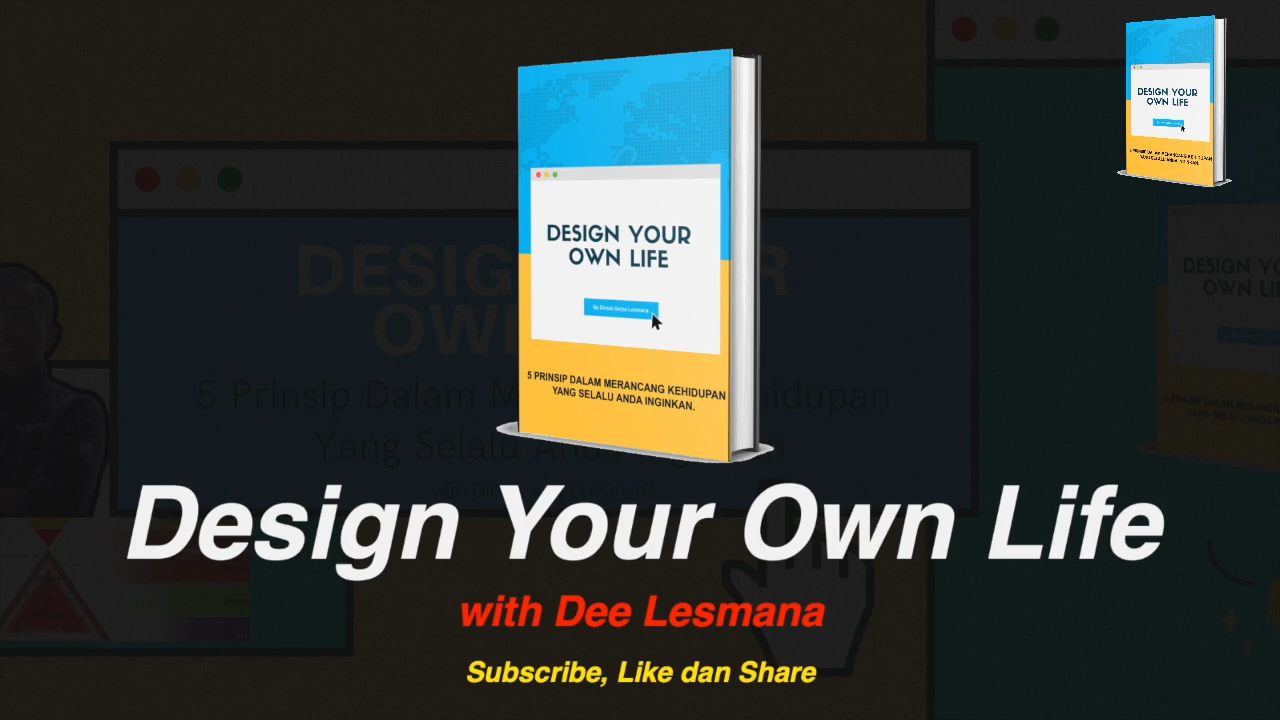 DESIGN YOUR
OWN LIFE
5 PRINSIP DALAM MERANCANG KEHIDUPAN
YANG SELALU ANDA INGINKAN.
DESIGN YOUR
OWN LIFE
Design Your Own Life
with Dee Lesmana
Subscribe, Like dan Share